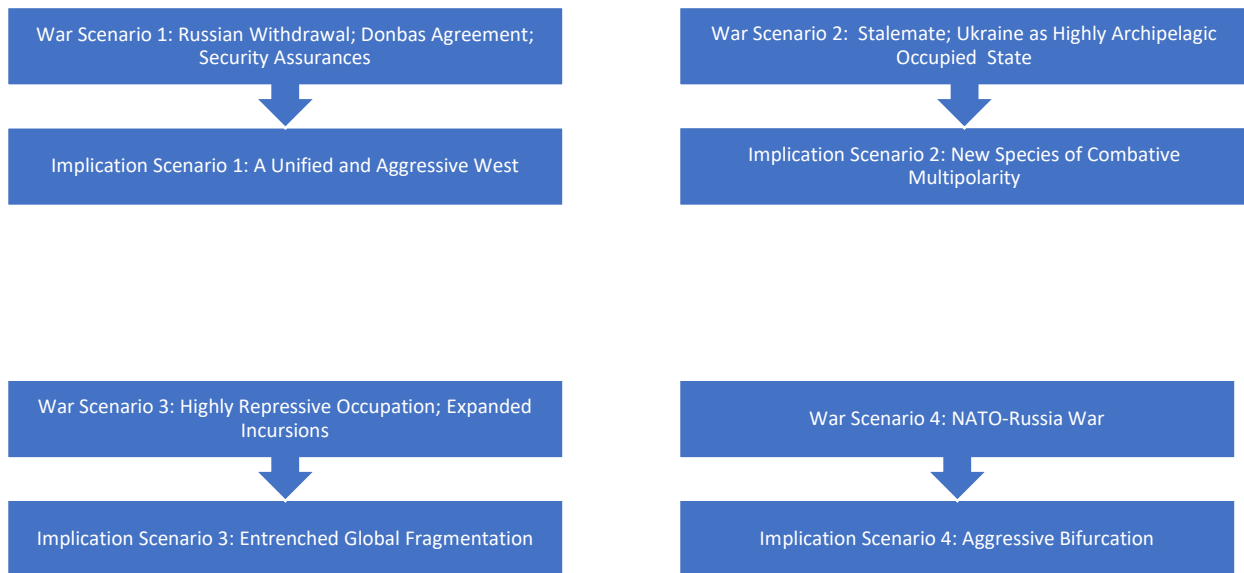 War Scenario 1: Russian Withdrawal; Donbas Agreement;
Security Assurances
Implication Scenario 1: A Unified and Aggressive West
War Scenario 2:  Stalemate; Ukraine as Highly Archipelagic
Occupied  State
Implication Scenario 2: New Species of Combative
Multipolarity
War Scenario 3: Highly Repressive Occupation; Expanded
Incursions
Implication Scenario 3: Entrenched Global Fragmentation
War Scenario 4: NATO-Russia War
Implication Scenario 4: Aggressive Bifurcation